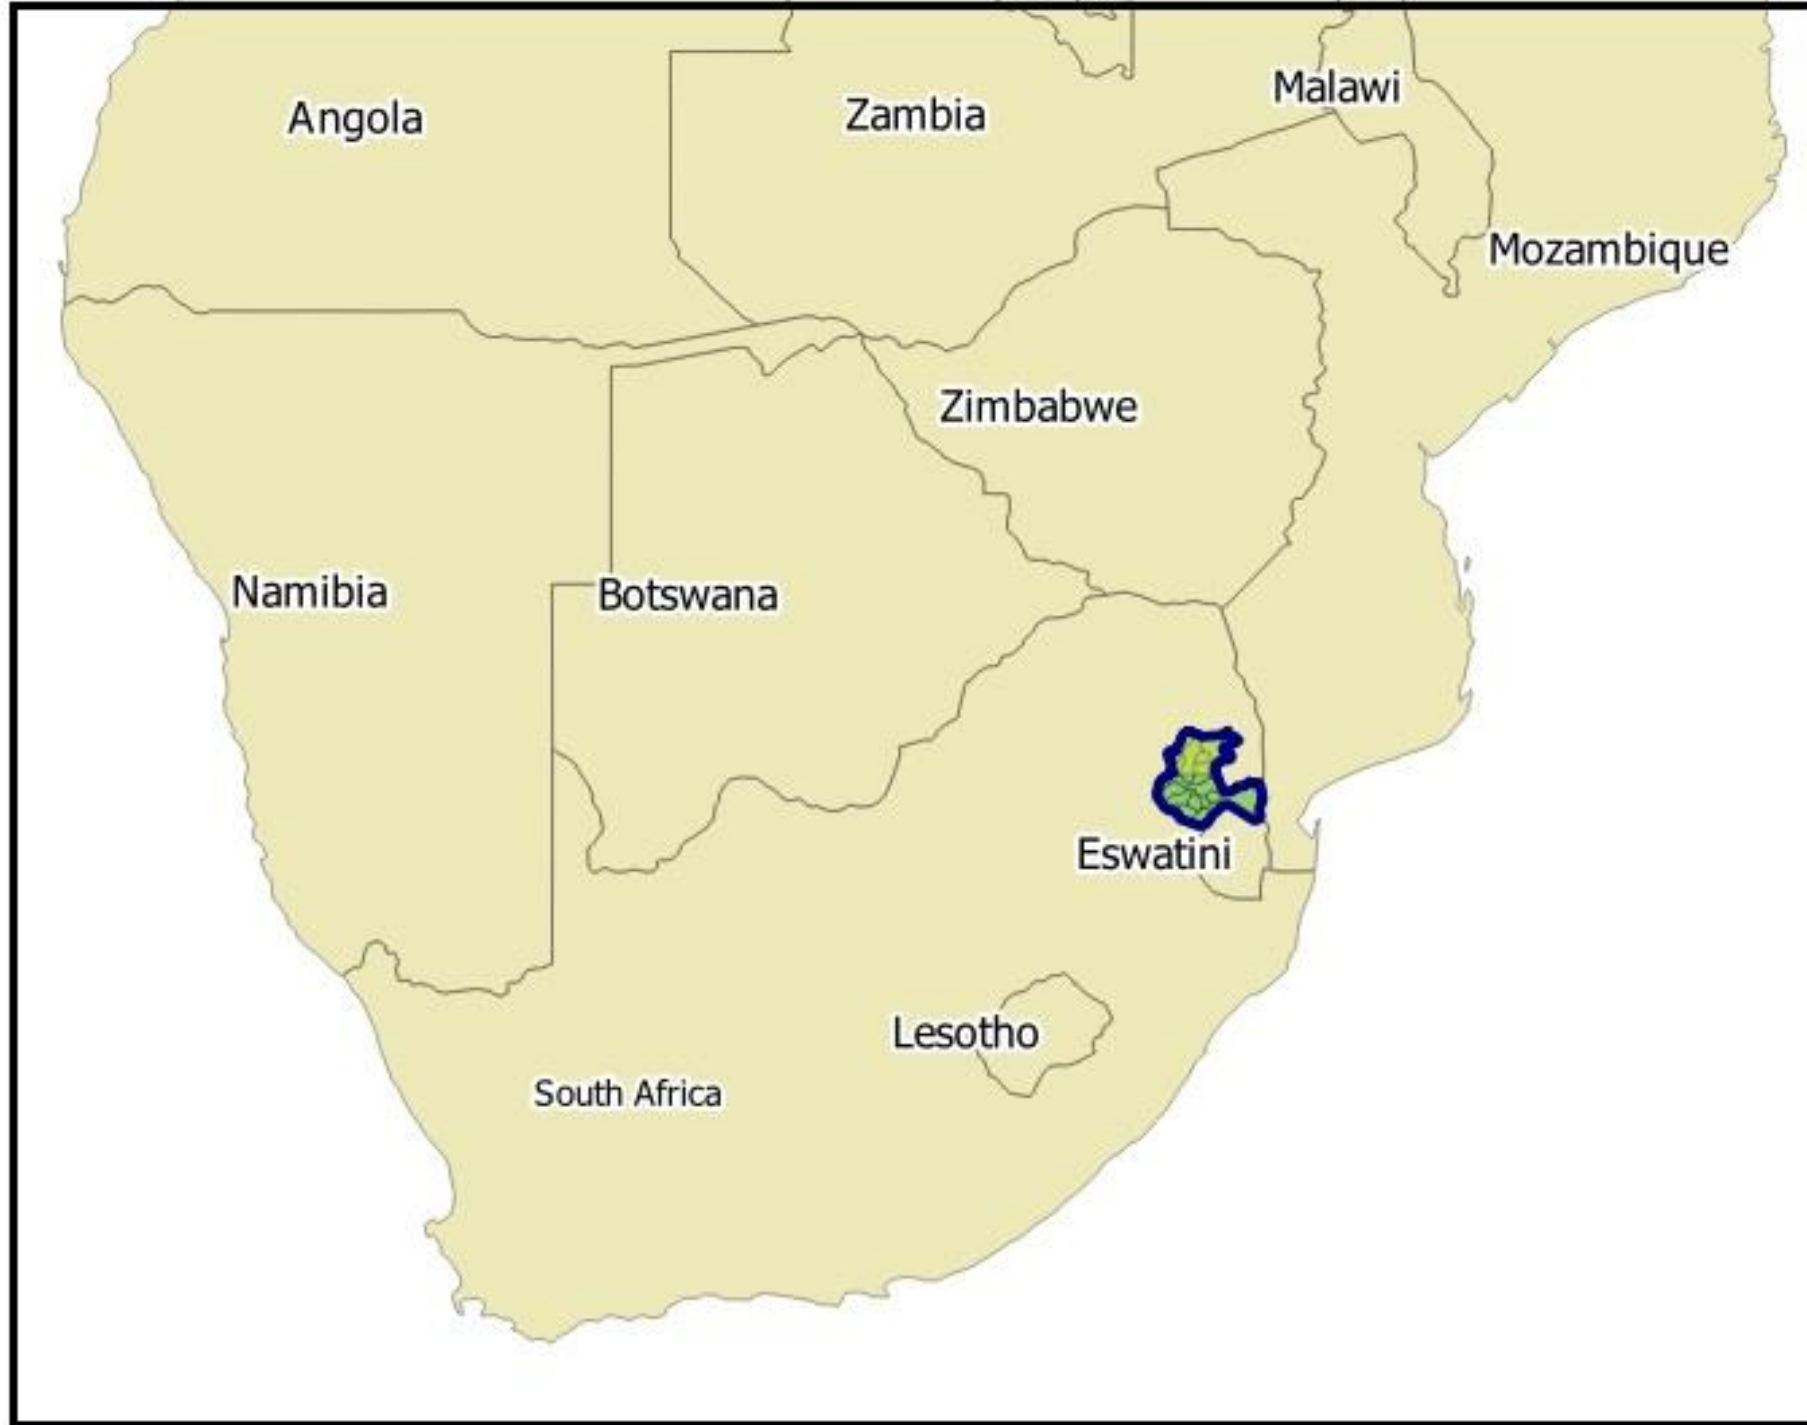 Malawi
Zambia
Angola
Mozambique
Zimbabwe
Namibia
Botswana
Eswatini
Lesotho
South Africa